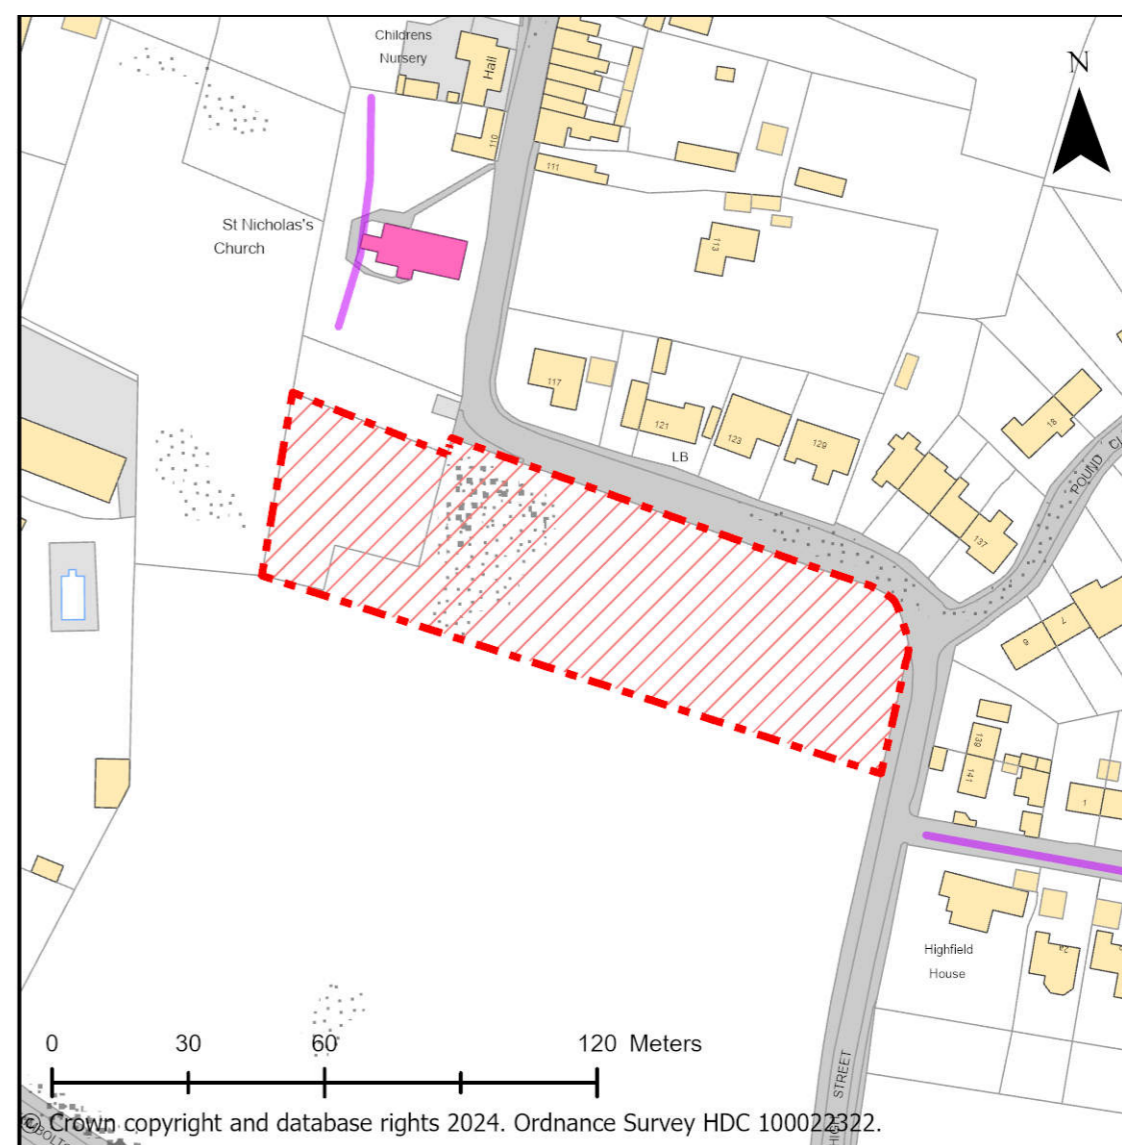 Childrens
Nursery
Hall
N
110
111
St Nicholas's
Church
113
117
121
123
129
LB
18
POUND
137
7
6
139
141
1
Highfield
House
2a
0 30 60 120 Meters
STREET
© Crown copyright and database rights 2024. Ordnance Survey HDC 100022322.